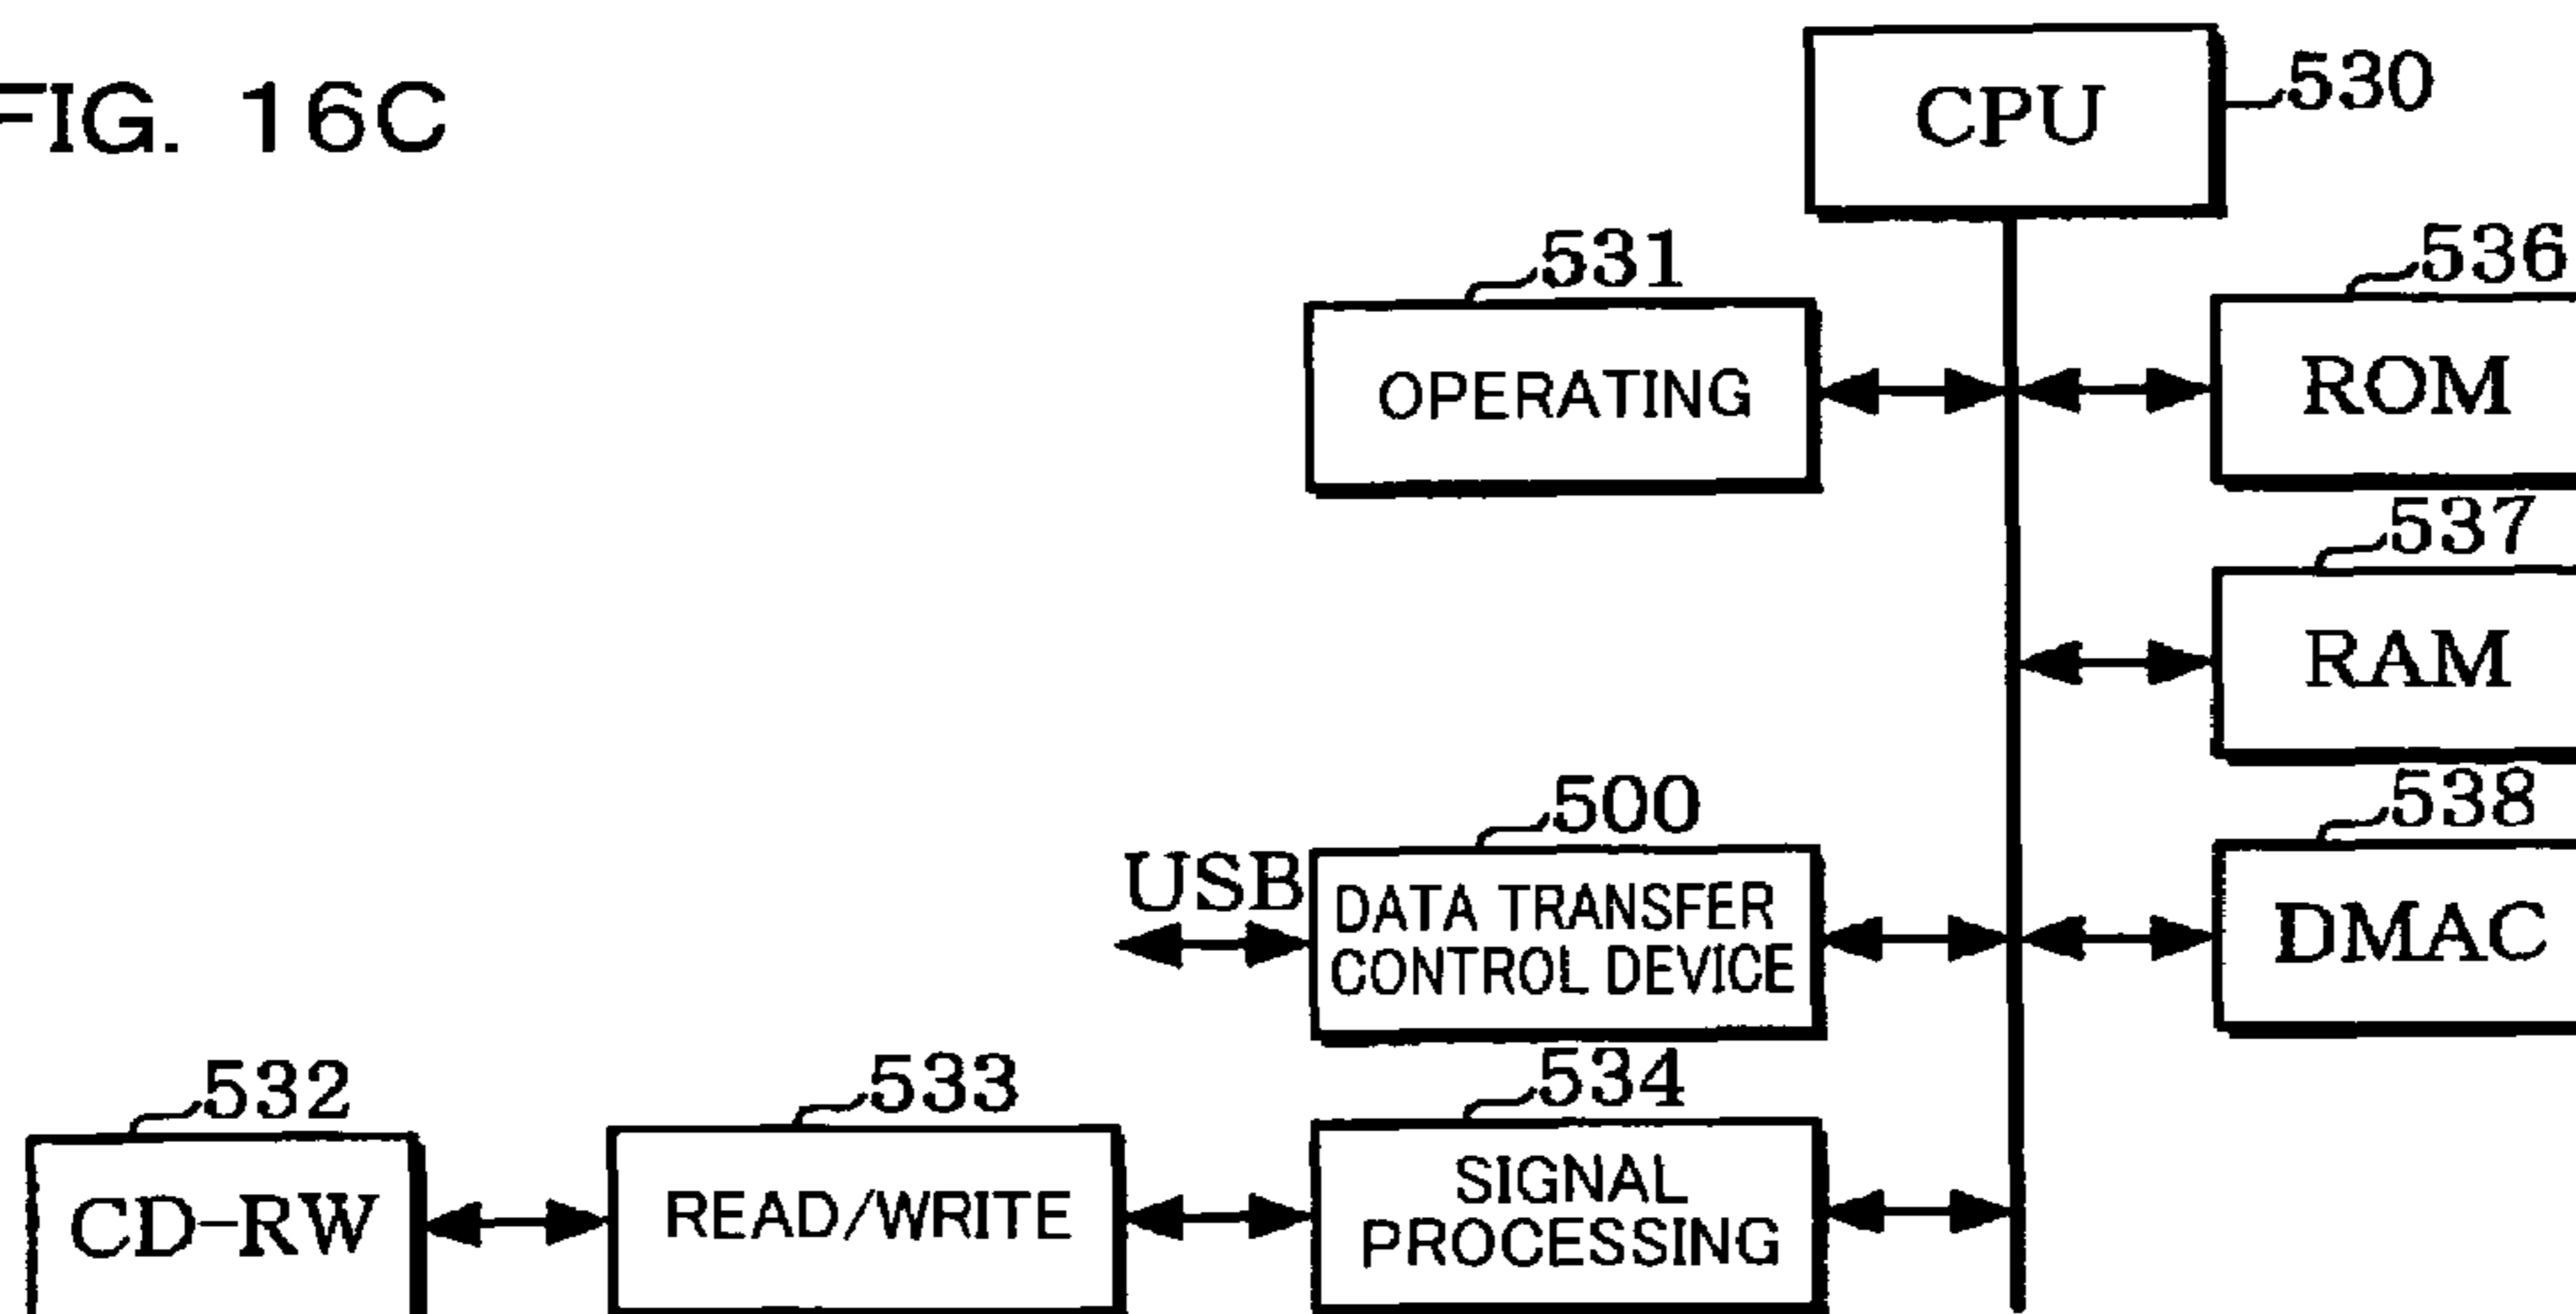 FIG. 16C
CPU
530
531
OPERATING
536
ROM
537
RAM
500
USB
DATA TRANSFER
CONTROL DEVICE
538
DMAC
532
CD-RW
533
READ/WRITE
534
SIGNAL
PROCESSING